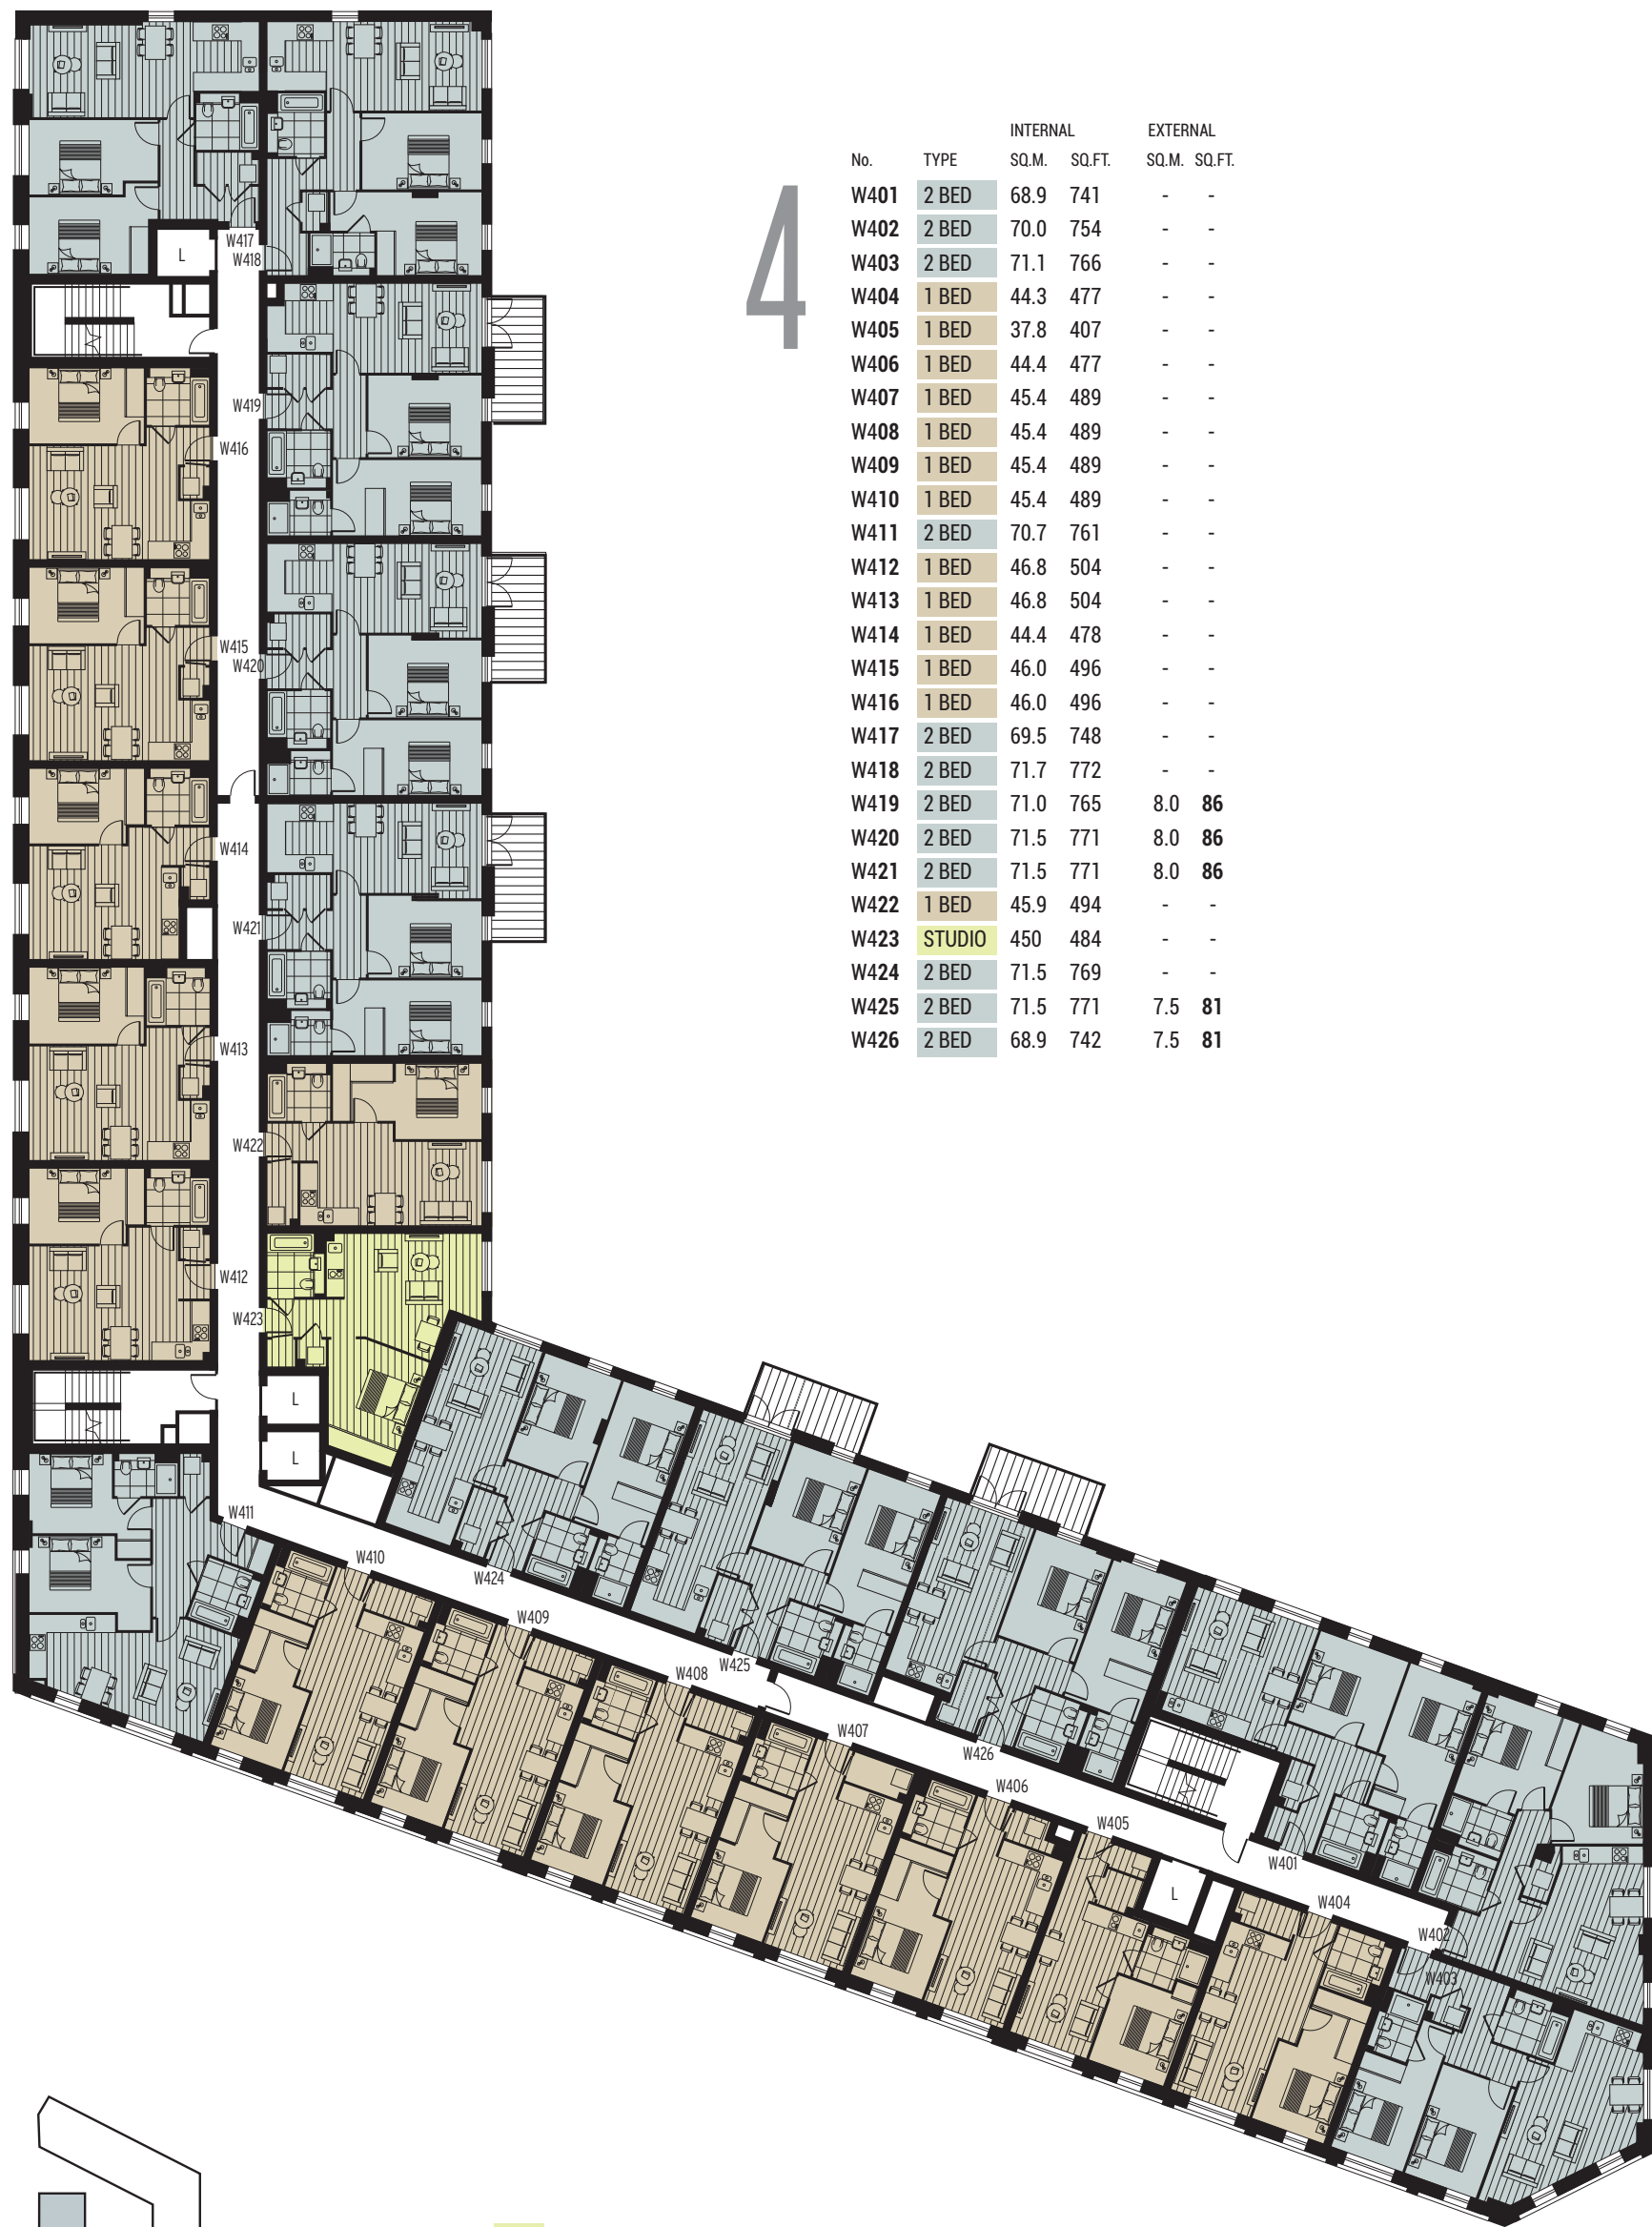 4
INTERNAL EXTERNAL
No. TYPE SQ.M. SQ.FT. SQ.M. SQ.FT.
W401 2 BED 68.9 741 - -
W402 2 BED 70.0 754 - -
W403 2 BED 71.1 766 - -
W404 1 BED 44.3 477 - -
W405 1 BED 37.8 407 - -
W406 1 BED 44.4 477 - -
W407 1 BED 45.4 489 - -
W408 1 BED 45.4 489 - -
W409 1 BED 45.4 489 - -
W410 1 BED 45.4 489 - -
W411 2 BED 70.7 761 - -
W412 1 BED 46.8 504 - -
W413 1 BED 46.8 504 - -
W414 1 BED 44.4 478 - -
W415 1 BED 46.0 496 - -
W416 1 BED 46.0 496 - -
W417 2 BED 69.5 748 - -
W418 2 BED 71.7 772 - -
W419 2 BED 71.0 765 8.0 86
W420 2 BED 71.5 771 8.0 86
W421 2 BED 71.5 771 8.0 86
W422 1 BED 45.9 494 - -
W423 STUDIO 450 484 - -
W424 2 BED 71.5 769 - -
W425 2 BED 71.5 771 7.5 81
W426 2 BED 68.9 742 7.5 81
W417
L
W418
W419
W416
W415
W420
W414
W421
W413
W422
W412
W423
L
L
W411
W410
W424
W409
W425
W408
W407
W426
W406
W405
W401
L
W404
W402
W403